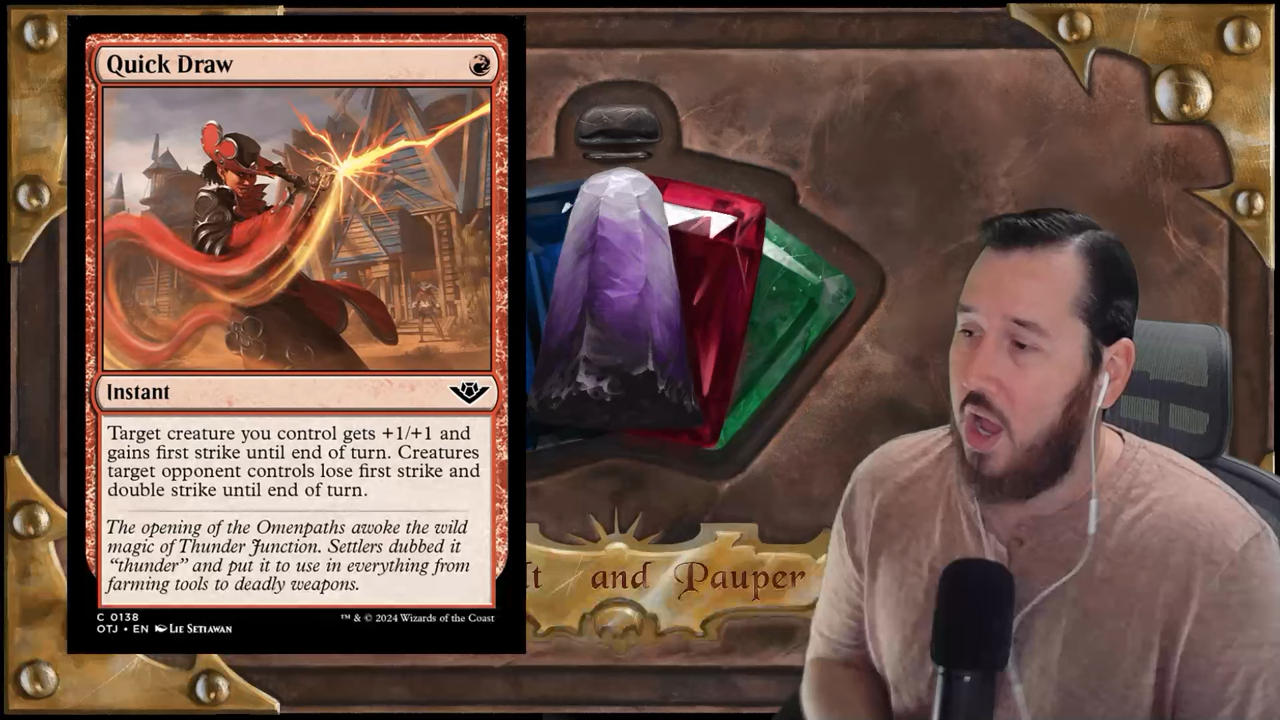 Quick Draw
Instant
Target creature you control gets +1/+1 and
gains first strike until end of turn. Creatures
target opponent controls lose first strike and
double strike until end of turn.
The opening of the Omenpaths awoke the wild
magic of Thunder Junction. Settlers dubbed it
“thunder” and put it to use in everything from
farming tools to deadly weapons.
C 0138
OTJ • EN LIE SETIAWAN
™ & © 2024 Wizards of the Coast
and Pauper